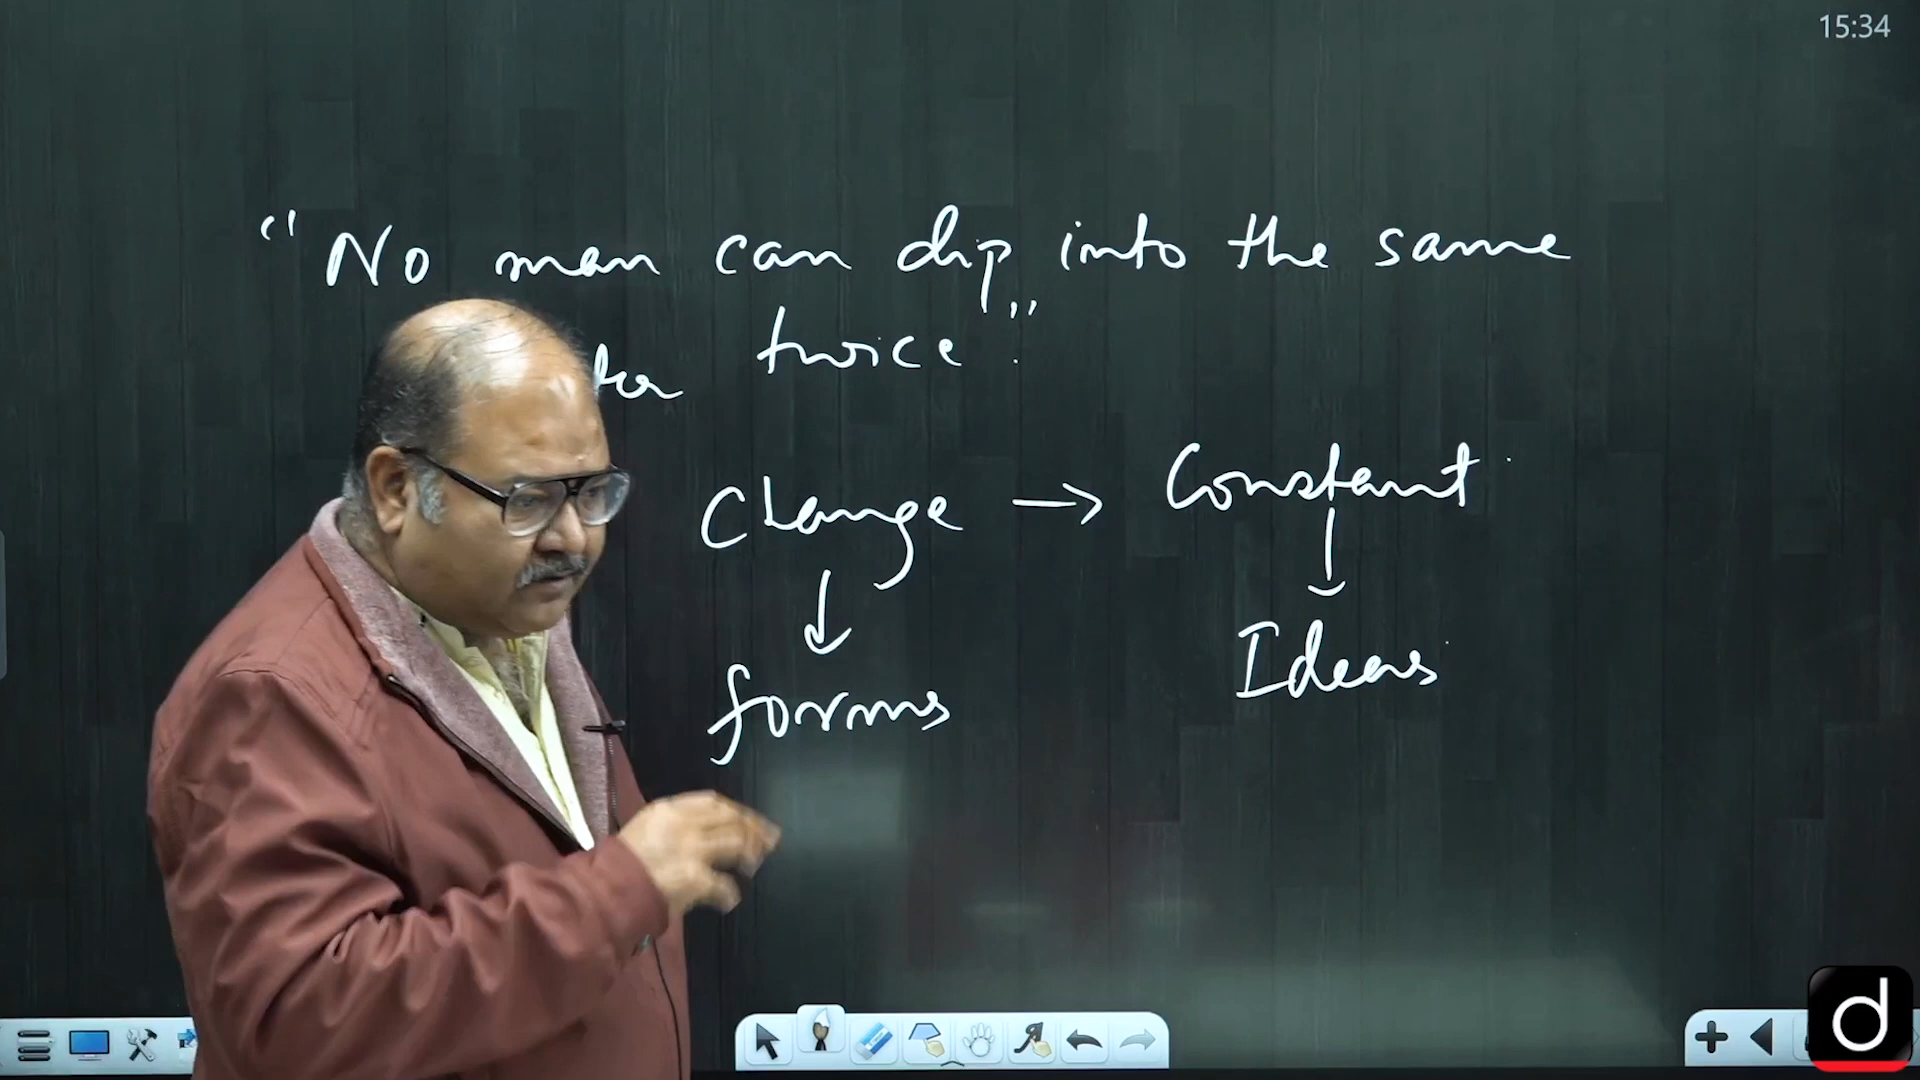 15:34
"No man can dip into the same
twice".
Change → Constant
↓ ↓
forms Ideas
d